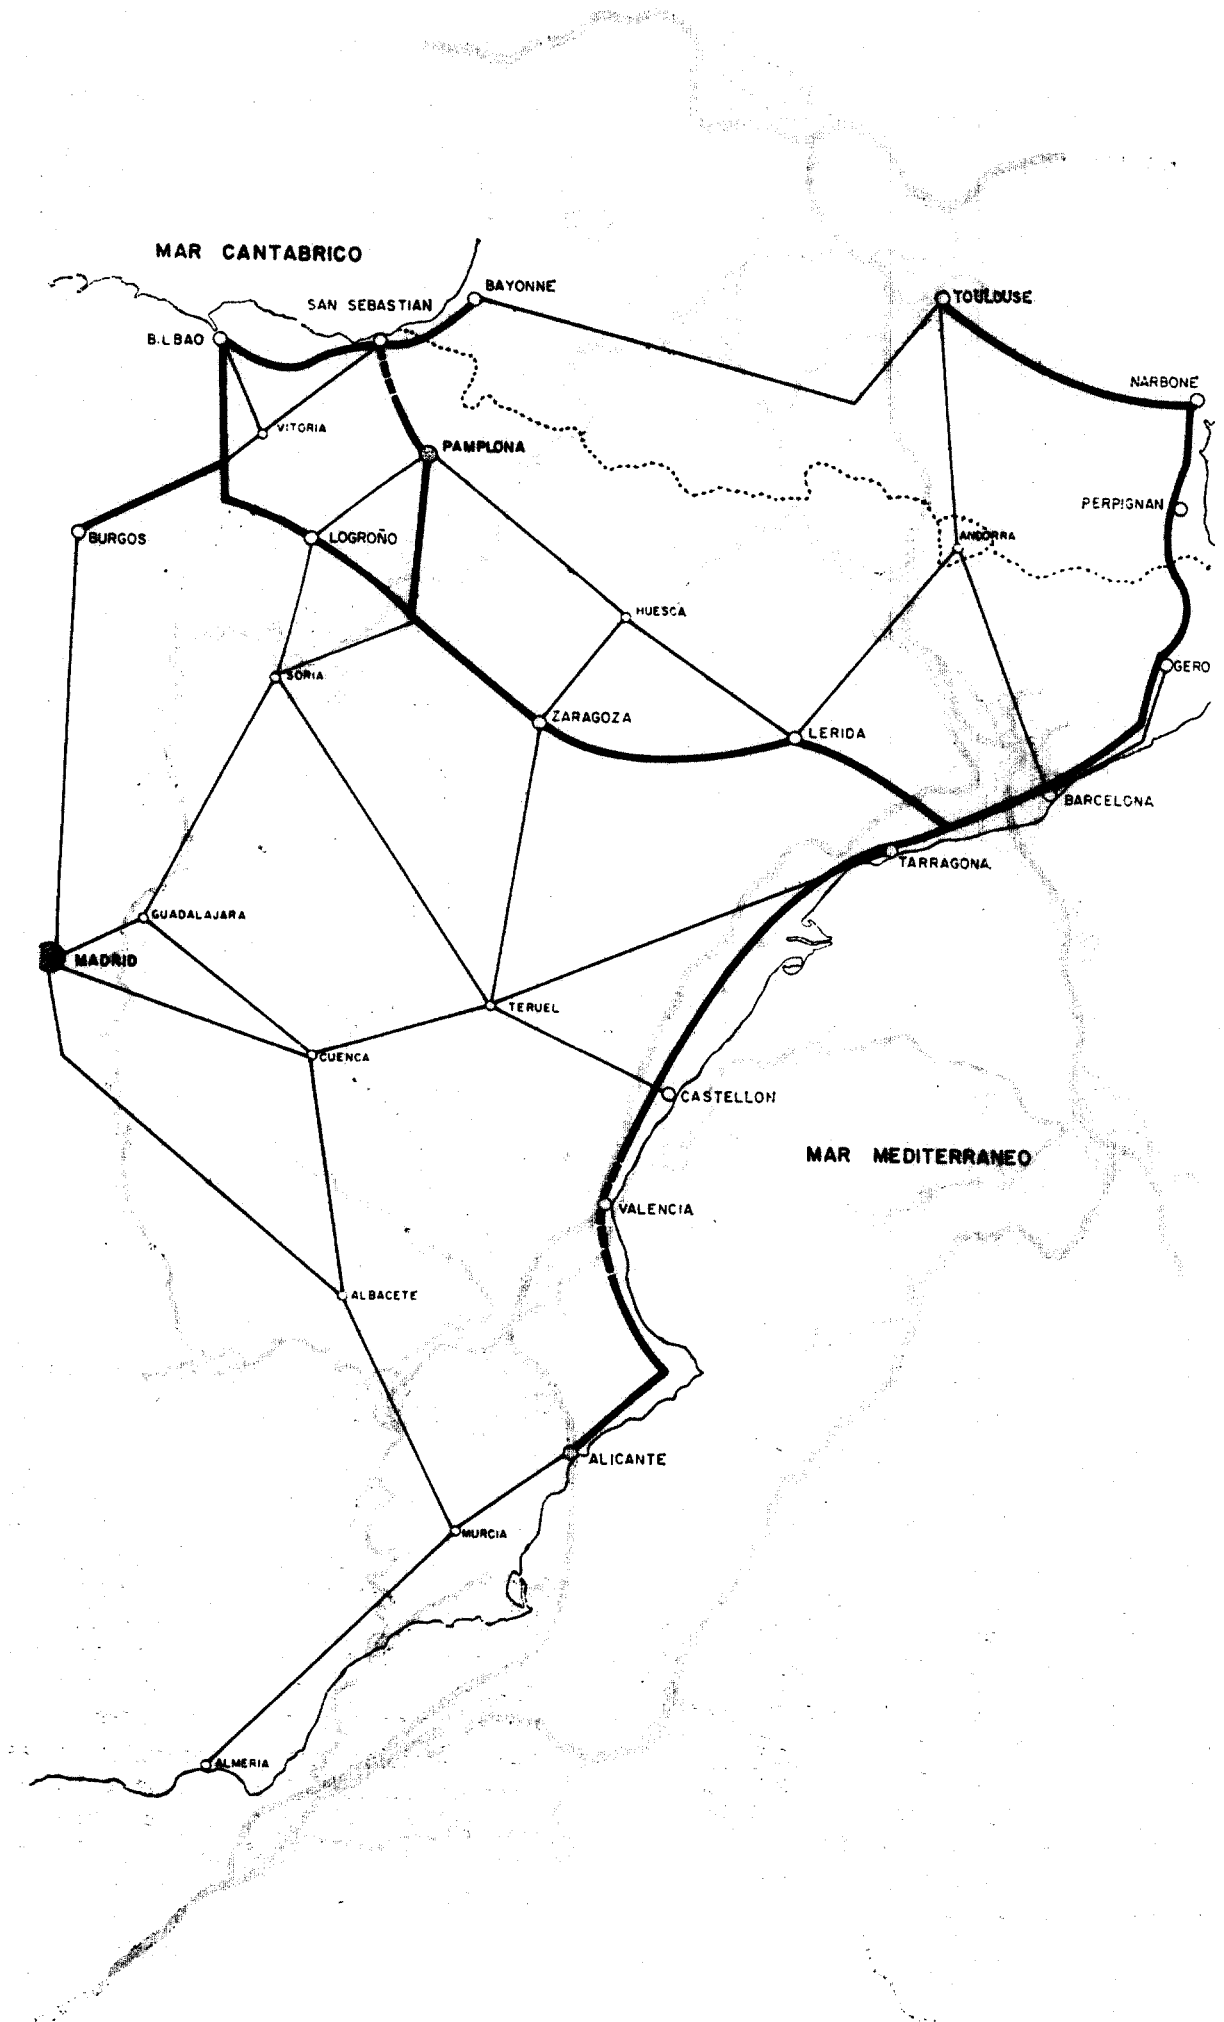 MAR CANTABRICO
BAYONNE
TOULOUSE
SAN SEBASTIAN
B.LBAO
NARBONE
VITORIA
PAMPLONA
PERPIGNAN
BURGOS
LOGROÑO
ANDORRA
HUESCA
GERO
SORIA
ZARAGOZA
LERIDA
BARCELONA
TARRAGONA
GUADALAJARA
MADRID
TERUEL
CUENCA
CASTELLON
MAR MEDITERRANEO
VALENCIA
ALBACETE
ALICANTE
MURCIA
ALMERIA